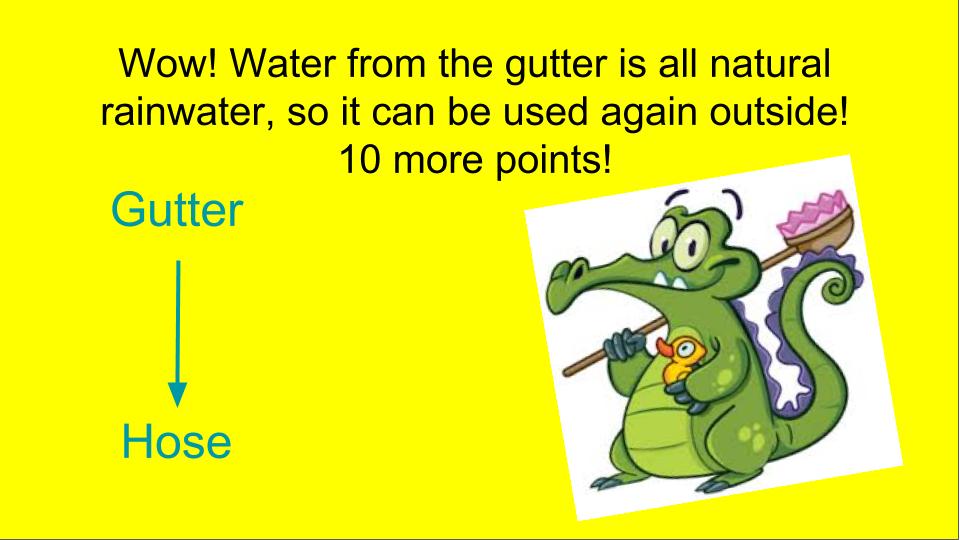 Wow! Water from the gutter is all natural
rainwater, so it can be used again outside!
10 more points!
Gutter
Hose